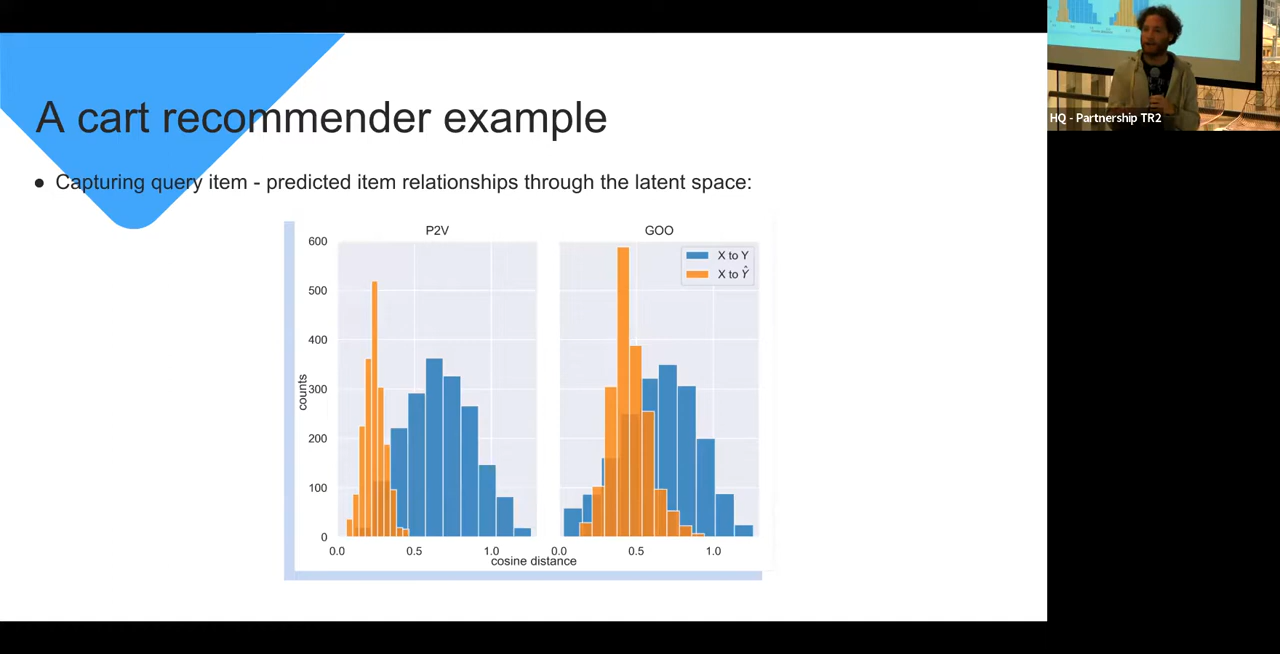 A cart recommender example
● Capturing query item - predicted item relationships through the latent space:
P2V
GOO
X to Y
X to Ŷ
600
500
400
300
200
100
0
counts
0.0 0.5 1.0
0.0 0.5 1.0
cosine distance
HQ - Partnership TR2